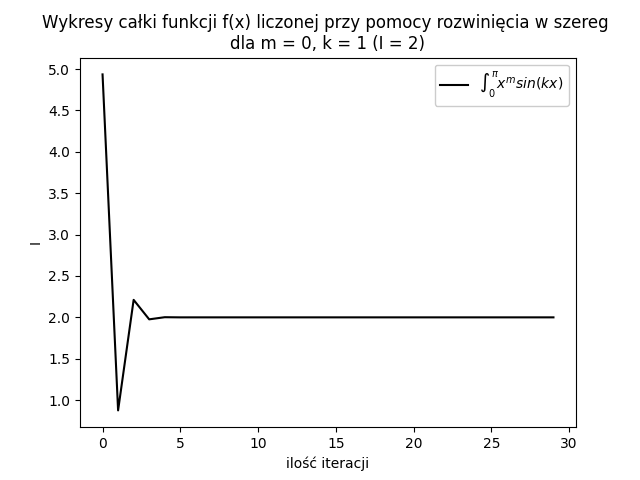 Wykresy całki funkcji f(x) liczonej przy pomocy rozwinięcia w szereg
dla m = 0, k = 1 (I = 2)
∫₀^π x^m sin(kx)
5.0
4.5
4.0
3.5
3.0
2.5
2.0
1.5
1.0
I
0 5 10 15 20 25 30
ilość iteracji